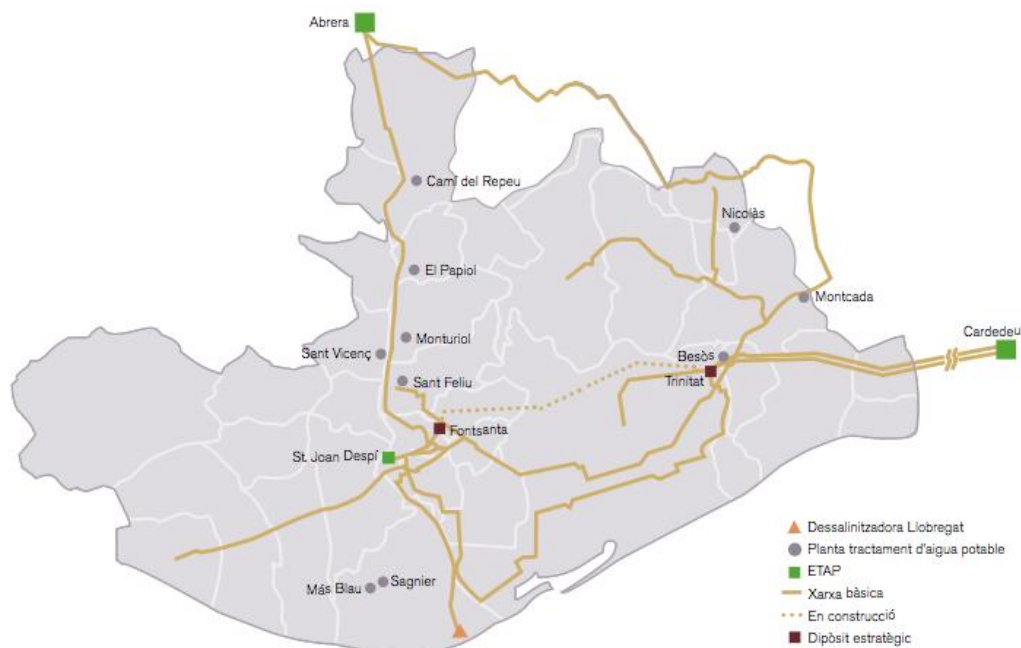 Abrera
Camí del Repeu
Nicolàs
El Papiol
Montcada
Cardedeu
Monturiol
Sant Vicenç
Besòs
Trinitat
Sant Feliu
Fontsanta
St. Joan Despí
Más Blau
Sagnier
Dessalinitzadora Llobregat
Planta tractament d'aigua potable
ETAP
Xarxa bàsica
En construcció
Dipòsit estratègic